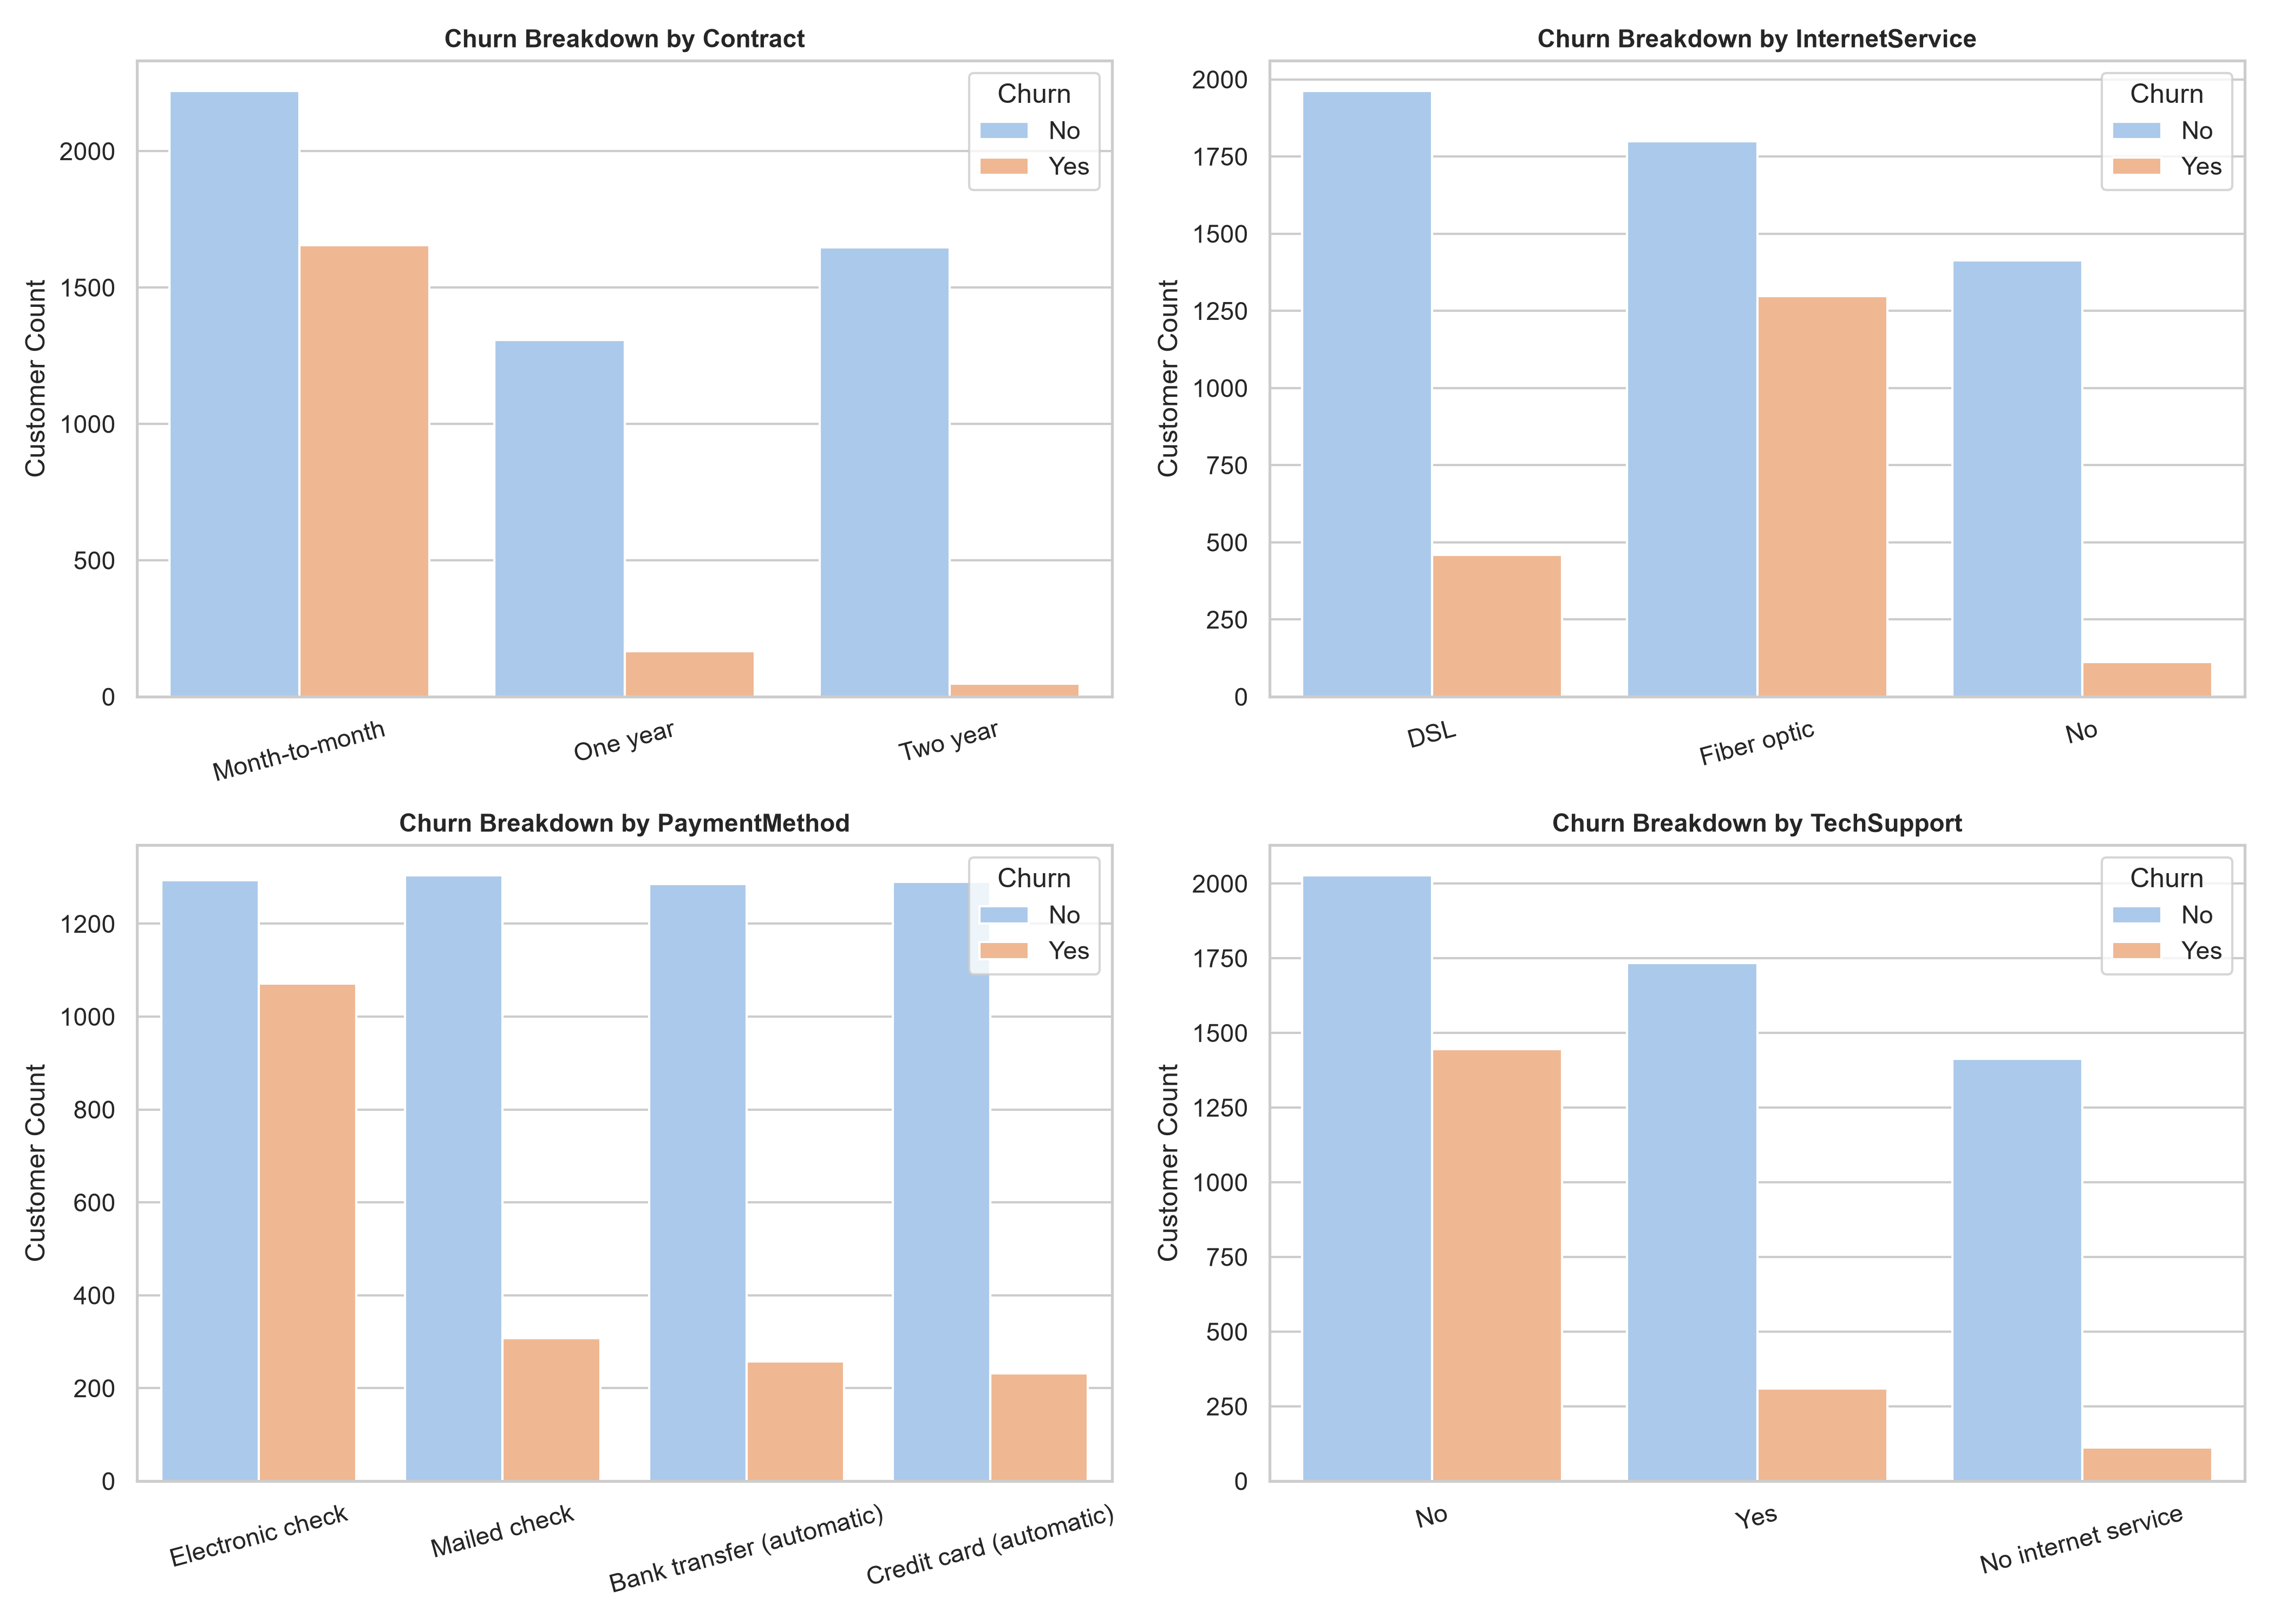 Churn Breakdown by Contract
Customer Count
2000
1500
1000
500
0
Churn
No
Yes
Month-to-month
One year
Two year
Churn Breakdown by InternetService
Customer Count
2000
1750
1500
1250
1000
750
500
250
0
Churn
No
Yes
DSL
Fiber optic
No
Churn Breakdown by PaymentMethod
Customer Count
1200
1000
800
600
400
200
0
Churn
No
Yes
Electronic check
Mailed check
Bank transfer (automatic)
Credit card (automatic)
Churn Breakdown by TechSupport
Customer Count
2000
1750
1500
1250
1000
750
500
250
0
Churn
No
Yes
No
Yes
No internet service